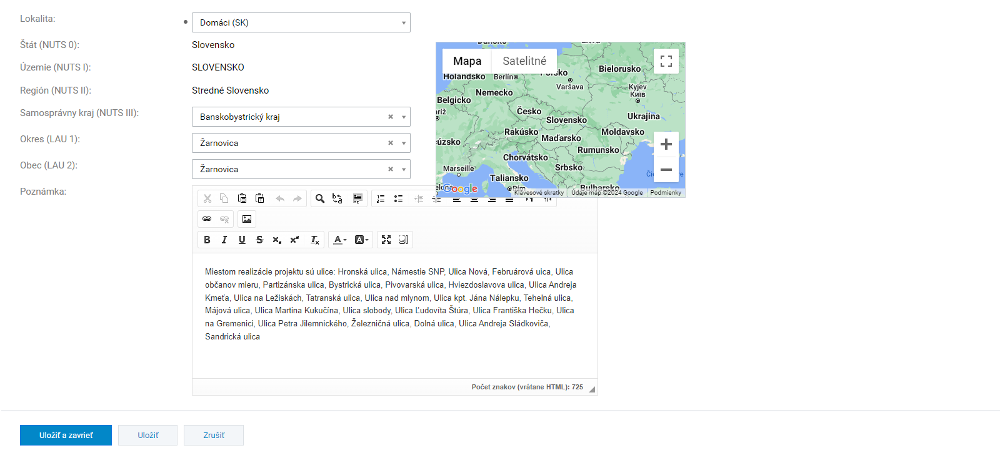 Lokalita:
Domáci (SK)
Štát (NUTS 0):
Slovensko
Územie (NUTS I):
SLOVENSKO
Región (NUTS II):
Stredné Slovensko
Samosprávny kraj (NUTS III):
Banskobystrický kraj
Okres (LAU 1):
Žarnovica
Obec (LAU 2):
Žarnovica
Poznámka:
Mapa
Satelitné
Holandsko
Berlín
Bielorusko
Varšava
Nemecko
Kyjev
Київ
Belgicko
Česko
Slovensko
Ukrajina
Rakúsko
Maďarsko
Moldavsko
Rumunsko
Chorvátsko
Srbsko
Marseille
Taliansko
Rím
Bulharsko
Google
Klávesové skratky
Údaje máp ©2024 Google
Podmienky
B I U S x₂ x² Tx A A
Miestom realizácie projektu sú ulice: Hronská ulica, Námestie SNP, Ulica Nová, Februárová uica, Ulica
občanov mieru, Partizánska ulica, Bystrická ulica, Pivovarská ulica, Hviezdoslavova ulica, Ulica Andreja
Kmeťa, Ulica na Ležiskách, Tatranská ulica, Ulica nad mlynom, Ulica kpt. Jána Nálepku, Tehelná ulica,
Májová ulica, Ulica Martina Kukučína, Ulica slobody, Ulica Ľudovíta Štúra, Ulica Františka Hečku, Ulica
na Gremenici, Ulica Petra Jilemnického, Železničná ulica, Dolná ulica, Ulica Andreja Sládkoviča,
Sandrická ulica
Počet znakov (vrátane HTML): 725
Uložiť a zavrieť
Uložiť
Zrušiť